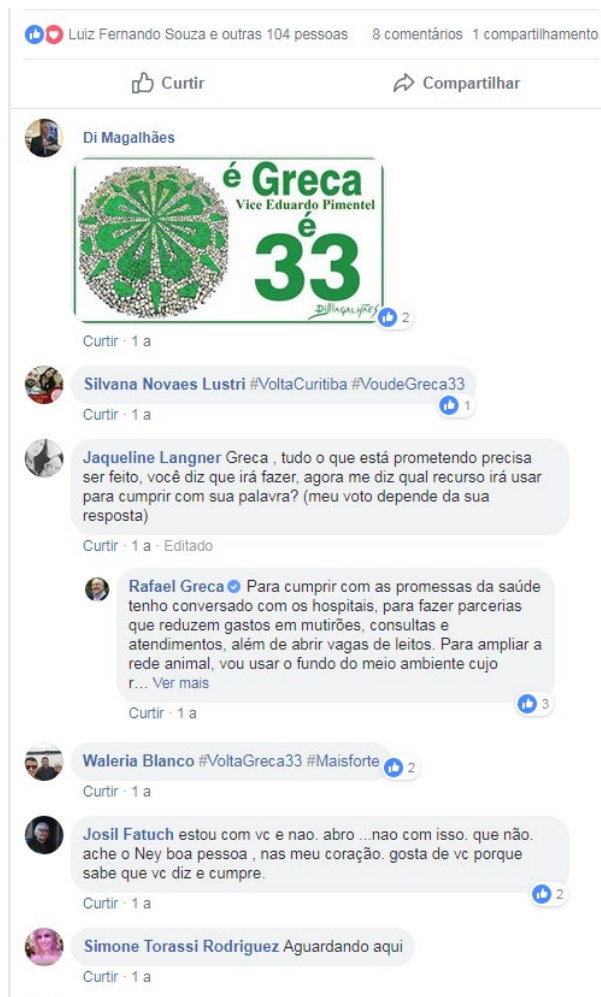 Luiz Fernando Souza e outras 104 pessoas 8 comentários 1 compartilhamento
Curtir Compartilhar
Di Magalhães
é Greca
Vice Eduardo Pimentel
é
33
DiMagalhães
2
Curtir · 1 a
Silvana Novaes Lustri #VoltaCuritiba #VoudeGreca33
1
Curtir · 1 a
Jaqueline Langner Greca , tudo o que está prometendo precisa
ser feito, você diz que irá fazer, agora me diz qual recurso irá usar
para cumprir com sua palavra? (meu voto depende da sua
resposta)
Curtir · 1 a · Editado
Rafael Greca Para cumprir com as promessas da saúde
tenho conversado com os hospitais, para fazer parcerias
que reduzem gastos em mutirões, consultas e
atendimentos, além de abrir vagas de leitos. Para ampliar a
rede animal, vou usar o fundo do meio ambiente cujo
r... Ver mais
3
Curtir · 1 a
Waleria Blanco #VoltaGreca33 #Maisforte
2
Curtir · 1 a
Josil Fatuch estou com vc e nao. abro ...nao com isso. que não.
ache o Ney boa pessoa , nas meu coração. gosta de vc porque
sabe que vc diz e cumpre.
2
Curtir · 1 a
Simone Torassi Rodriguez Aguardando aqui
Curtir · 1 a